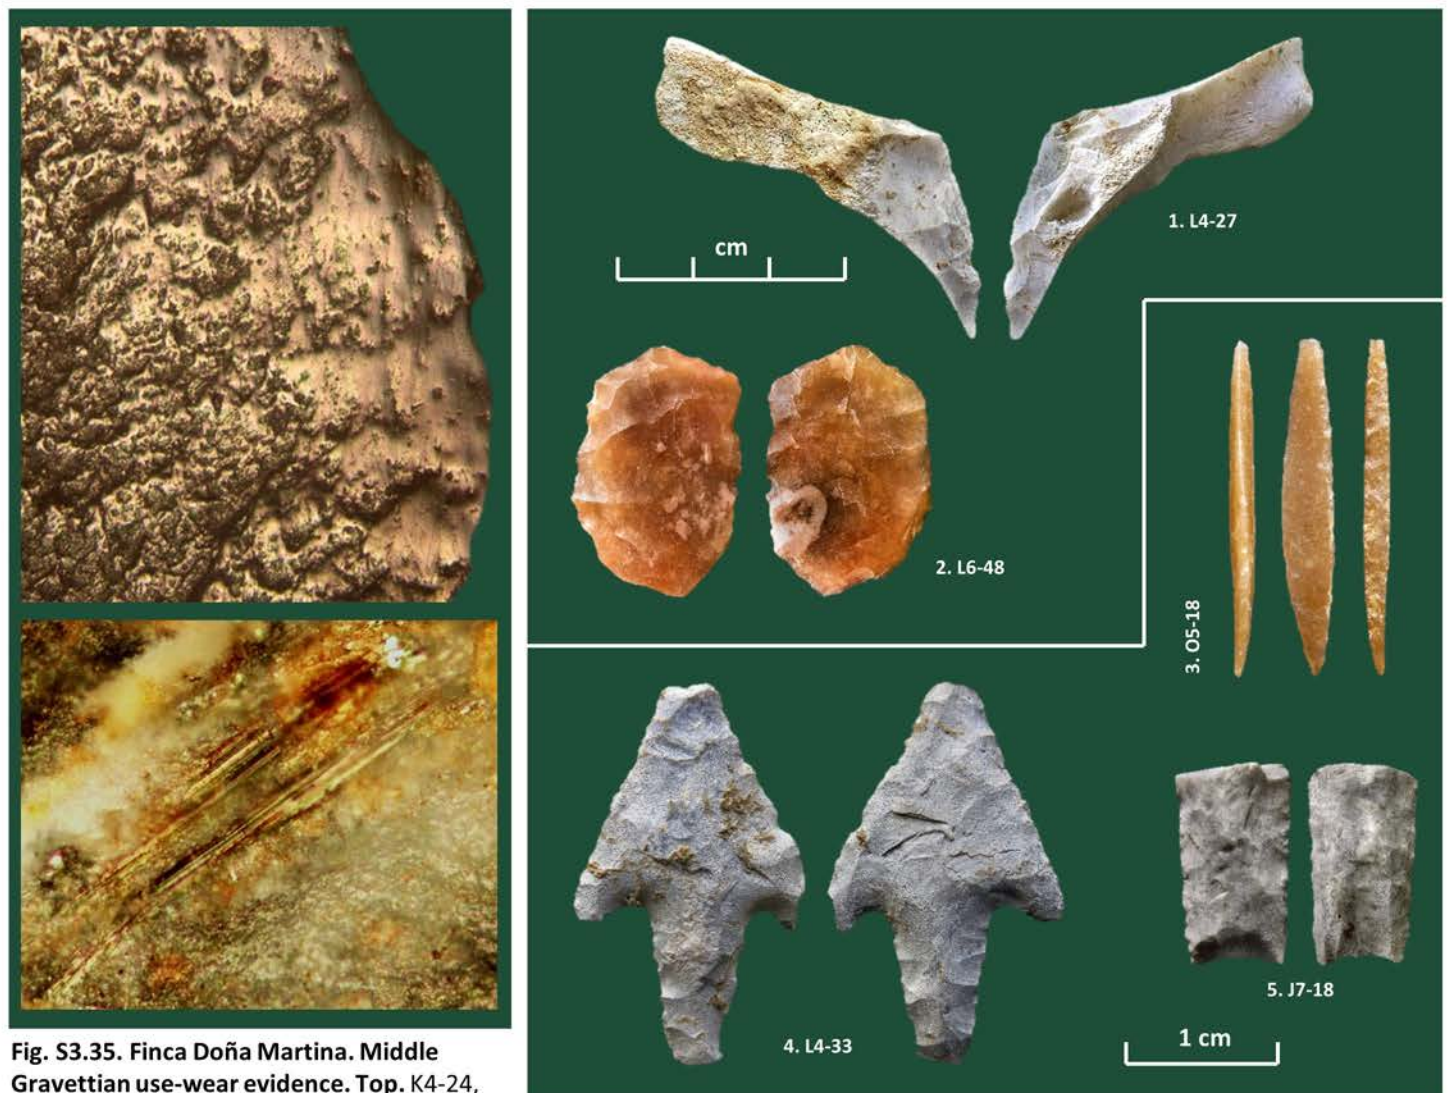 cm
1. L4-27
2. L6-48
3. O5-18
4. L4-33
5. J7-18
1 cm
Fig. S3.35. Finca Doña Martina. Middle
Gravettian use-wear evidence. Top. K4-24,